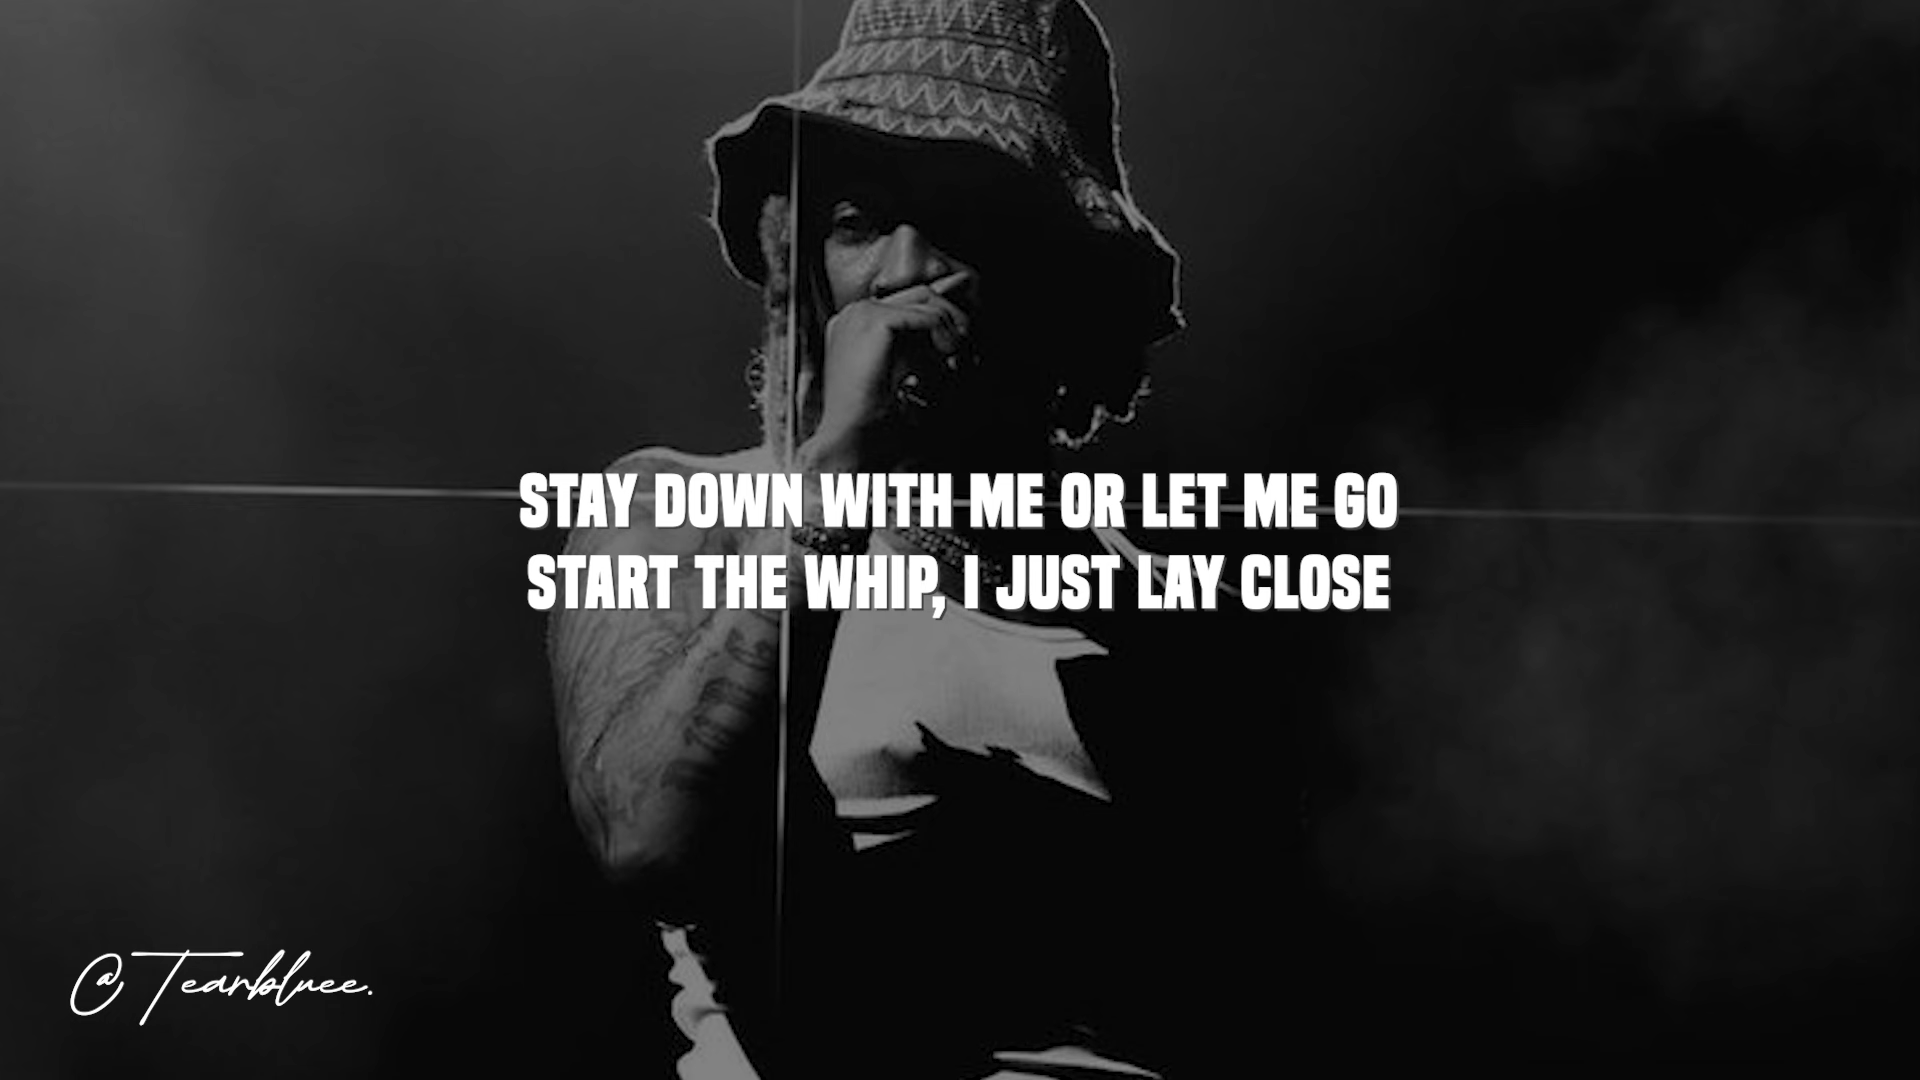 STAY DOWN WITH ME OR LET ME GO
START THE WHIP, I JUST LAY CLOSE
@Tearbluee.